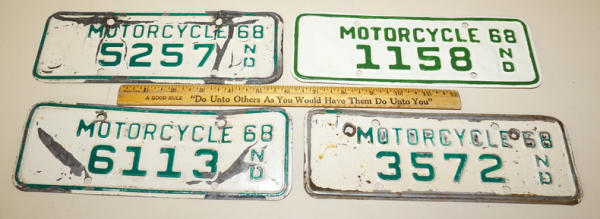 MOTORCYCLE 68
5257 ND
MOTORCYCLE 68
1158 ND
A GOOD RULE "Do Unto Others As You Would Have Them Do Unto You"
MOTORCYCLE 68
6113 ND
MOTORCYCLE 68
3572 ND